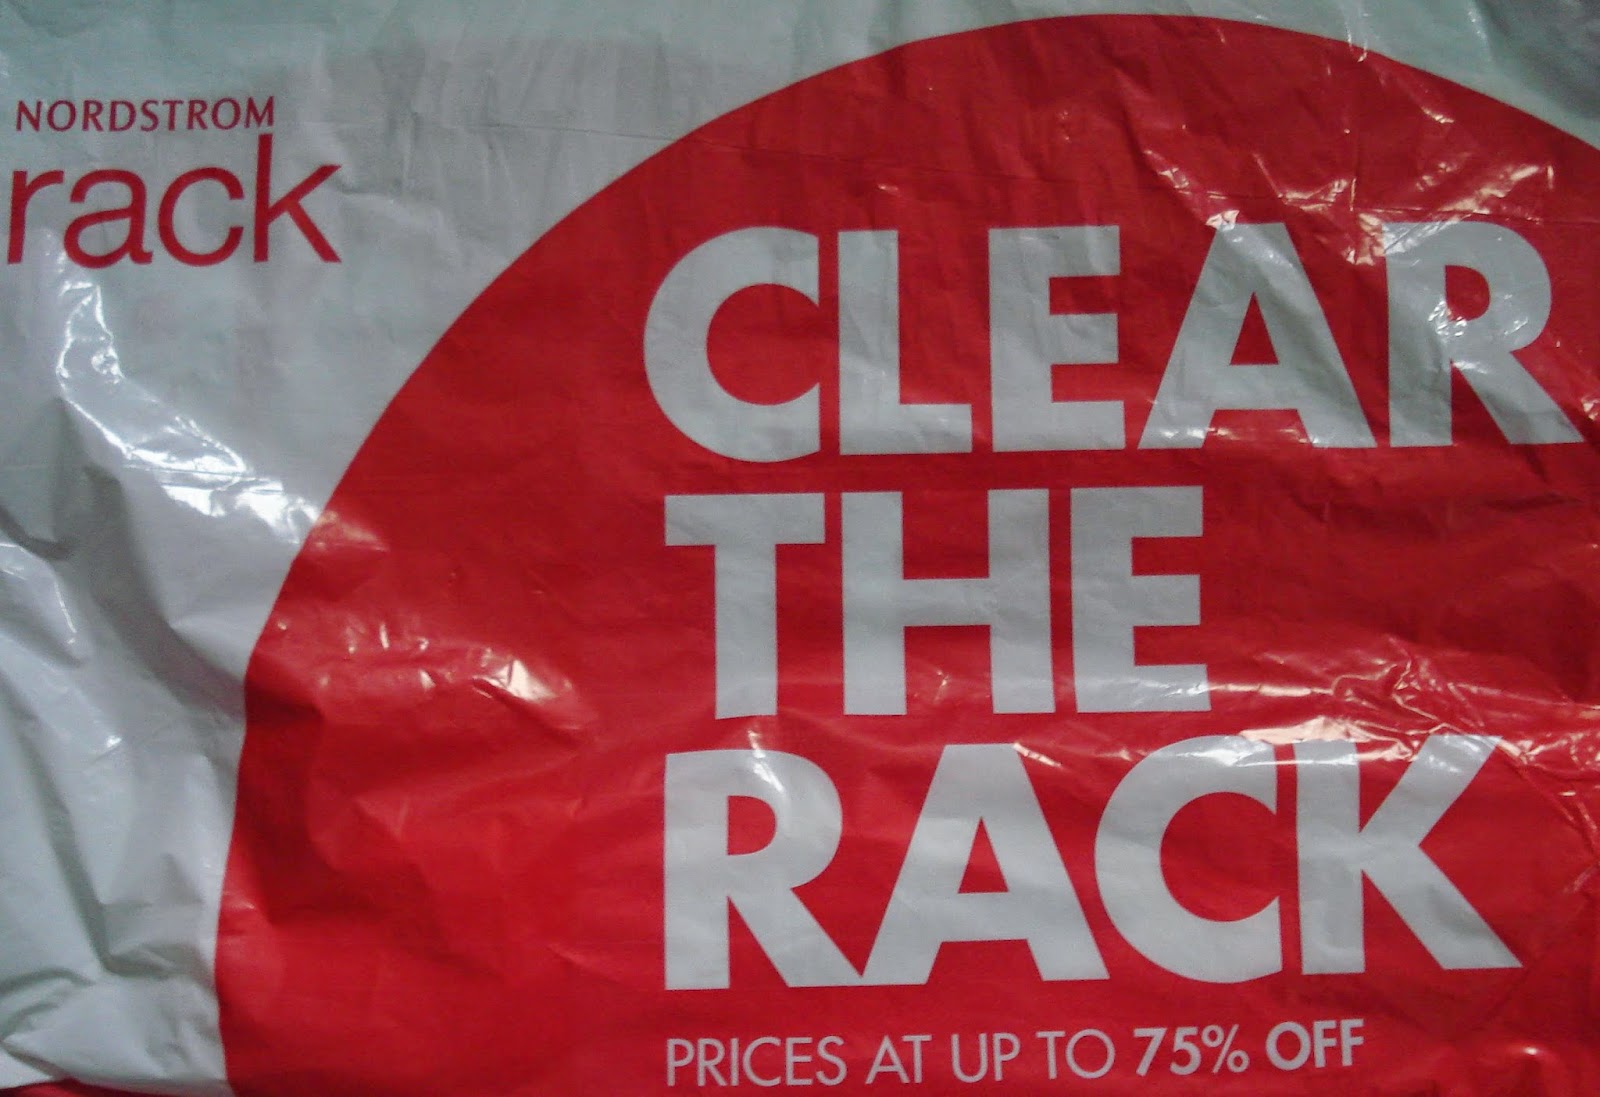 NORDSTROM
rack
CLEAR
THE
RACK
PRICES AT UP TO 75% OFF